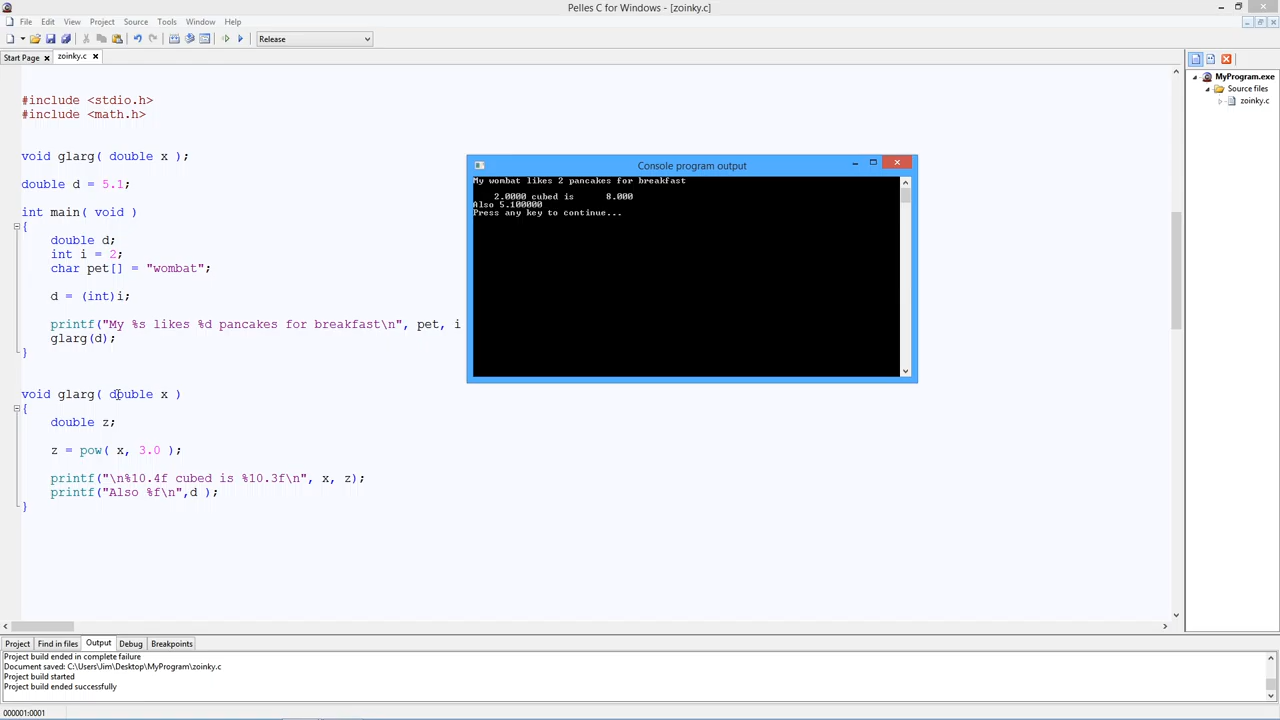 Pelles C for Windows - [zoinky.c]
File Edit View Project Source Tools Window Help
Release
Start Page
zoinky.c
#include <stdio.h>
#include <math.h>
void glarg( double x );
double d = 5.1;
int main( void )
{
double d;
int i = 2;
char pet[] = "wombat";
d = (int)i;
printf("My %s likes %d pancakes for breakfast\n", pet, i
glarg(d);
}
void glarg( double x )
{
double z;
z = pow( x, 3.0 );
printf("\n%10.4f cubed is %10.3f\n", x, z);
printf("Also %f\n",d );
}
Console program output
My wombat likes 2 pancakes for breakfast
2.0000 cubed is 8.000
Also 5.100000
Press any key to continue...
MyProgram.exe
Source files
zoinky.c
Project Find in files Output Debug Breakpoints
Project build ended in complete failure
Document saved: C:\Users\Jim\Desktop\MyProgram\zoinky.c
Project build started
Project build ended successfully
000001:0001